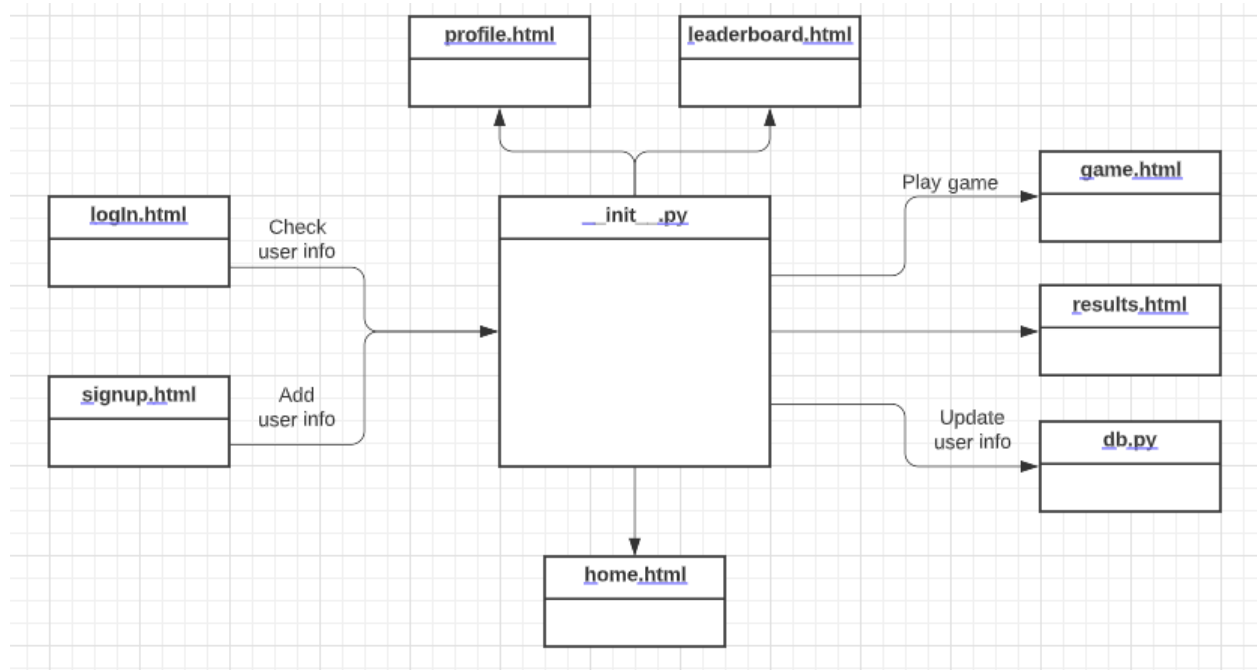 profile.html
leaderboard.html
game.html
Play game
logIn.html
Check
user info
__init__.py
results.html
signup.html
Add
user info
Update
user info
db.py
home.html